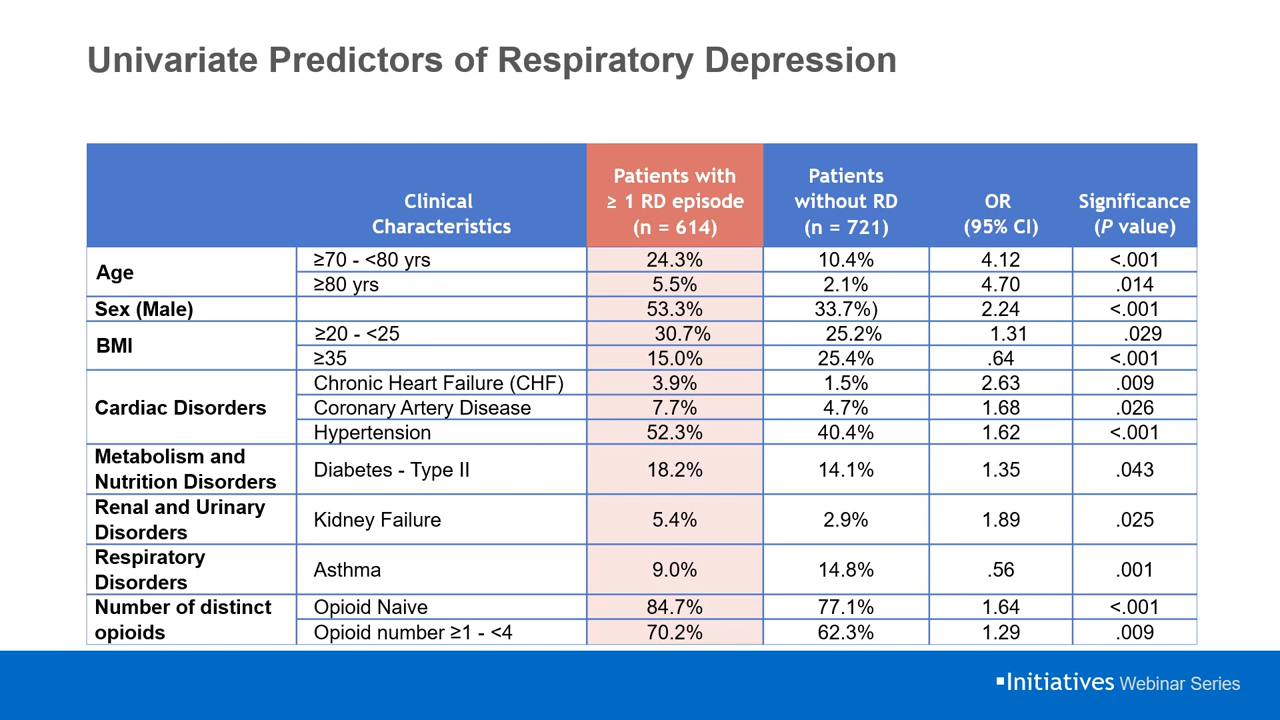 Univariate Predictors of Respiratory Depression
Clinical
Characteristics
Patients with
≥ 1 RD episode
(n = 614)
Patients
without RD
(n = 721)
OR
(95% CI)
Significance
(P value)
Age
≥70 - <80 yrs 24.3% 10.4% 4.12 <.001
≥80 yrs 5.5% 2.1% 4.70 .014
Sex (Male) 53.3% 33.7%) 2.24 <.001
BMI
≥20 - <25 30.7% 25.2% 1.31 .029
≥35 15.0% 25.4% .64 <.001
Cardiac Disorders
Chronic Heart Failure (CHF) 3.9% 1.5% 2.63 .009
Coronary Artery Disease 7.7% 4.7% 1.68 .026
Hypertension 52.3% 40.4% 1.62 <.001
Metabolism and
Nutrition Disorders
Diabetes - Type II 18.2% 14.1% 1.35 .043
Renal and Urinary
Disorders
Kidney Failure 5.4% 2.9% 1.89 .025
Respiratory
Disorders
Asthma 9.0% 14.8% .56 .001
Number of distinct
opioids
Opioid Naive 84.7% 77.1% 1.64 <.001
Opioid number ≥1 - <4 70.2% 62.3% 1.29 .009
▪Initiatives Webinar Series